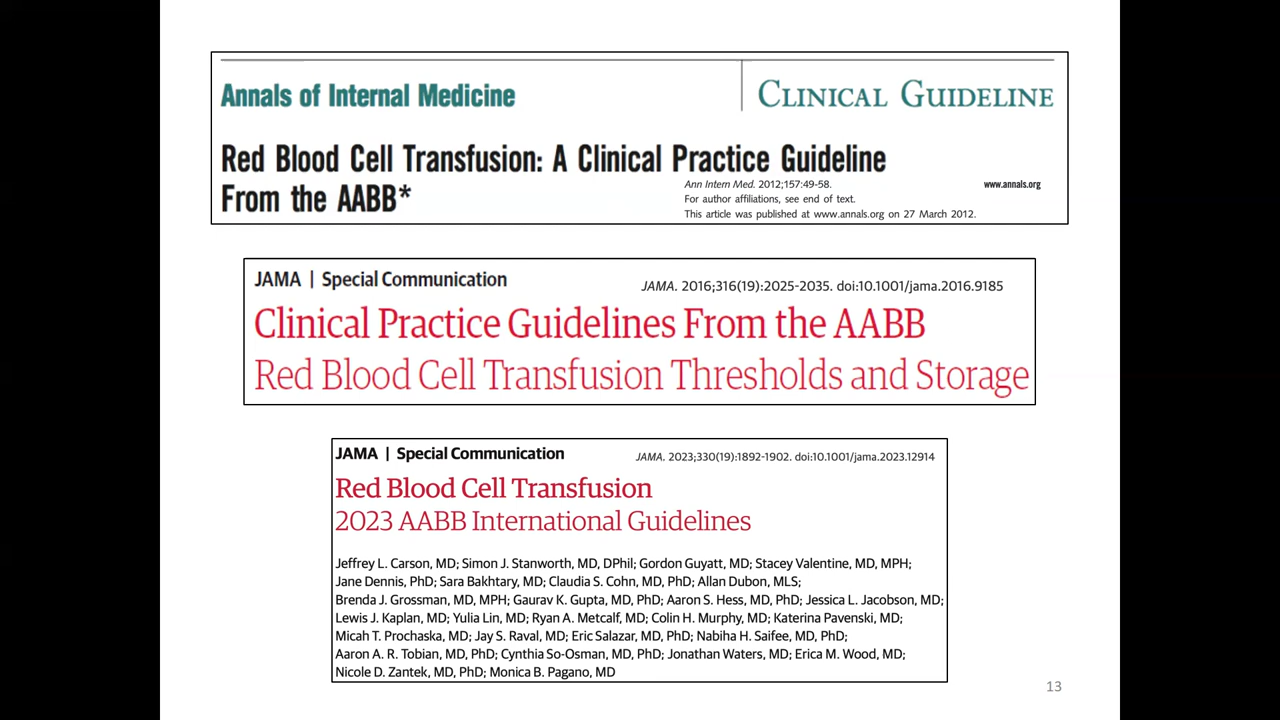 Annals of Internal Medicine
CLINICAL GUIDELINE
Red Blood Cell Transfusion: A Clinical Practice Guideline
From the AABB*
Ann Intern Med. 2012;157:49-58.
www.annals.org
For author affiliations, see end of text.
This article was published at www.annals.org on 27 March 2012.
JAMA | Special Communication
JAMA. 2016;316(19):2025-2035. doi:10.1001/jama.2016.9185
Clinical Practice Guidelines From the AABB
Red Blood Cell Transfusion Thresholds and Storage
JAMA | Special Communication
JAMA. 2023;330(19):1892-1902. doi:10.1001/jama.2023.12914
Red Blood Cell Transfusion
2023 AABB International Guidelines
Jeffrey L. Carson, MD; Simon J. Stanworth, MD, DPhil; Gordon Guyatt, MD; Stacey Valentine, MD, MPH;
Jane Dennis, PhD; Sara Bakhtary, MD; Claudia S. Cohn, MD, PhD; Allan Dubon, MLS;
Brenda J. Grossman, MD, MPH; Gaurav K. Gupta, MD, PhD; Aaron S. Hess, MD, PhD; Jessica L. Jacobson, MD;
Lewis J. Kaplan, MD; Yulia Lin, MD; Ryan A. Metcalf, MD; Colin H. Murphy, MD; Katerina Pavenski, MD;
Micah T. Prochaska, MD; Jay S. Raval, MD; Eric Salazar, MD, PhD; Nabiha H. Saifee, MD, PhD;
Aaron A. R. Tobian, MD, PhD; Cynthia So-Osman, MD, PhD; Jonathan Waters, MD; Erica M. Wood, MD;
Nicole D. Zantek, MD, PhD; Monica B. Pagano, MD
13